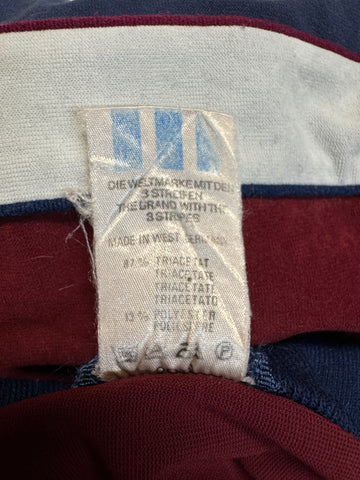 DIE WELTMARKE MIT DEN
3 STREIFEN
THE BRAND WITH THE
3 STRIPES
MADE IN WEST GERMANY
87% TRIACETAT
TRIACETATE
TRIACETATE
TRIACETATO
13% POLYESTER
POLIESTERE
P